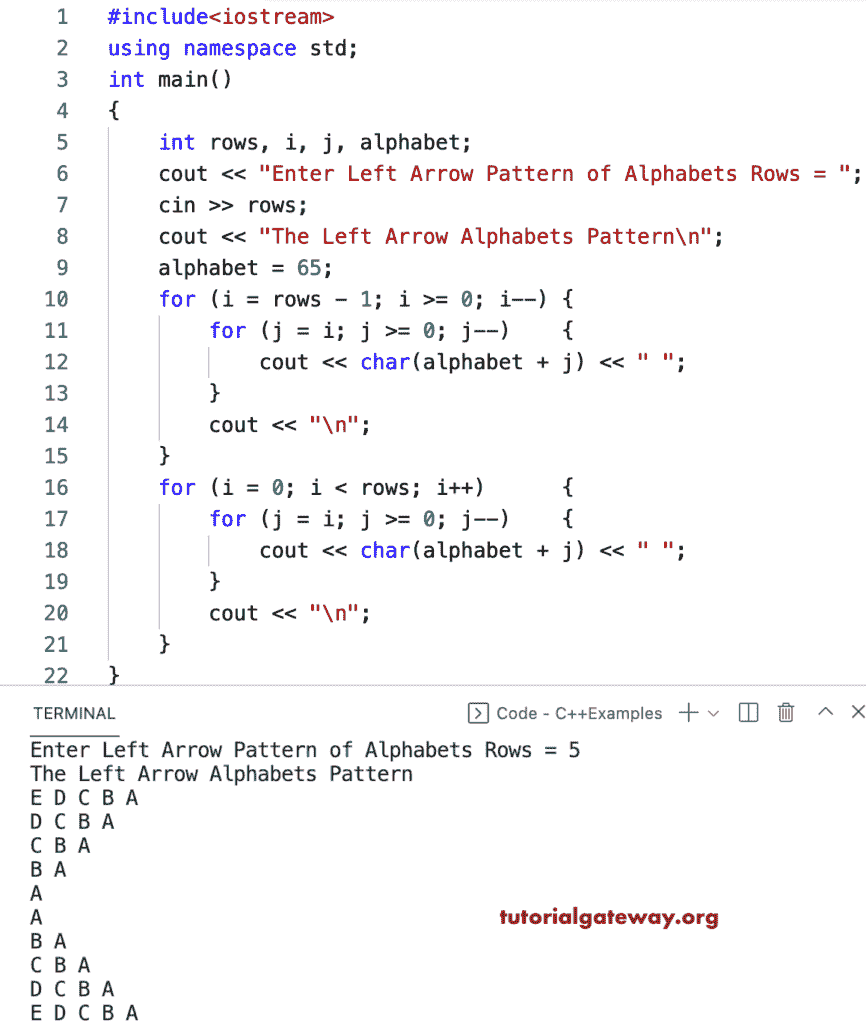 1 #include<iostream>
2 using namespace std;
3 int main()
4 {
5 int rows, i, j, alphabet;
6 cout << "Enter Left Arrow Pattern of Alphabets Rows = ";
7 cin >> rows;
8 cout << "The Left Arrow Alphabets Pattern\n";
9 alphabet = 65;
10 for (i = rows - 1; i >= 0; i--) {
11 for (j = i; j >= 0; j--) {
12 cout << char(alphabet + j) << " ";
13 }
14 cout << "\n";
15 }
16 for (i = 0; i < rows; i++) {
17 for (j = i; j >= 0; j--) {
18 cout << char(alphabet + j) << " ";
19 }
20 cout << "\n";
21 }
22 }
TERMINAL Code - C++Examples
Enter Left Arrow Pattern of Alphabets Rows = 5
The Left Arrow Alphabets Pattern
E D C B A
D C B A
C B A
B A
A
A tutorialgateway.org
B A
C B A
D C B A
E D C B A